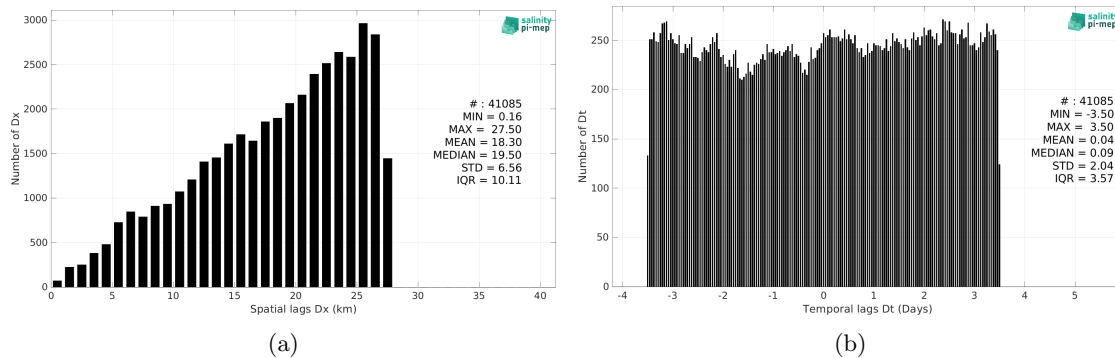 3000
2500
2000
1500
1000
500
0
Number of Dx
salinity
pi-mep
# : 41085
MIN = 0.16
MAX = 27.50
MEAN = 18.30
MEDIAN = 19.50
STD = 6.56
IQR = 10.11
0 5 10 15 20 25 30 35 40
Spatial lags Dx (km)
(a)
250
200
150
100
50
0
Number of Dt
salinity
pi-mep
# : 41085
MIN = -3.50
MAX = 3.50
MEAN = 0.04
MEDIAN = 0.09
STD = 2.04
IQR = 3.57
-4 -3 -2 -1 0 1 2 3 4 5
Temporal lags Dt (Days)
(b)